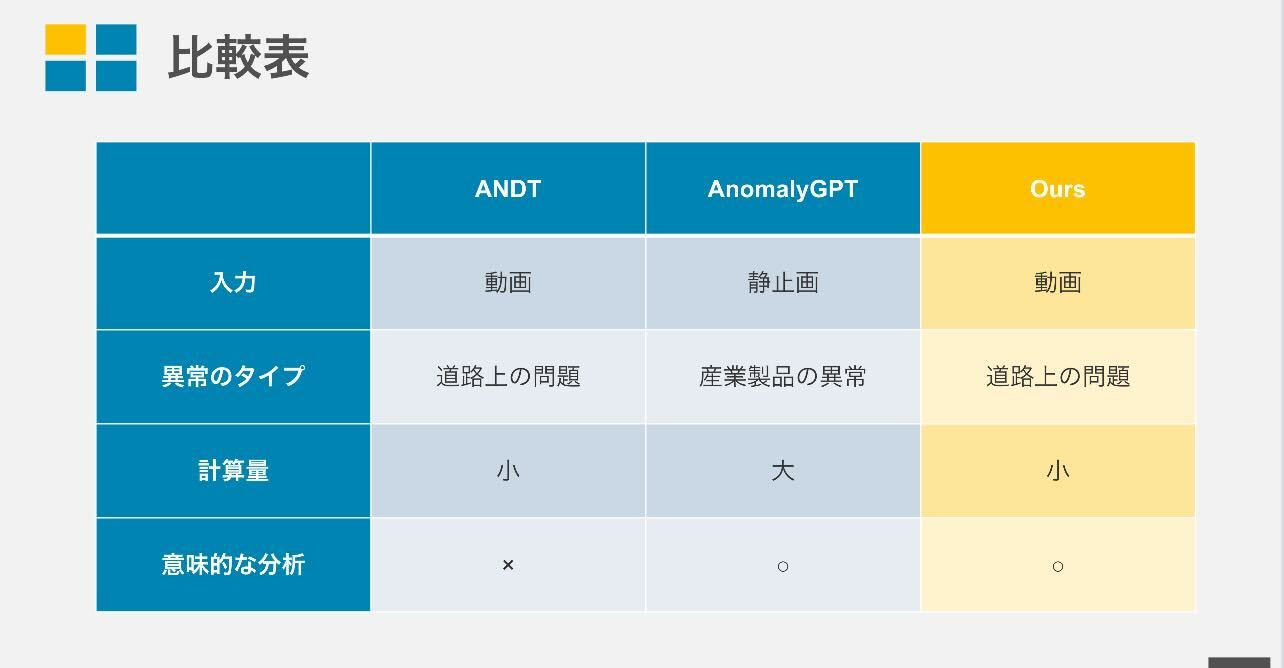 比較表
ANDT AnomalyGPT Ours
入力 動画 静止画 動画
異常のタイプ 道路上の問題 産業製品の異常 道路上の問題
計算量 小 大 小
意味的な分析 × ○ ○